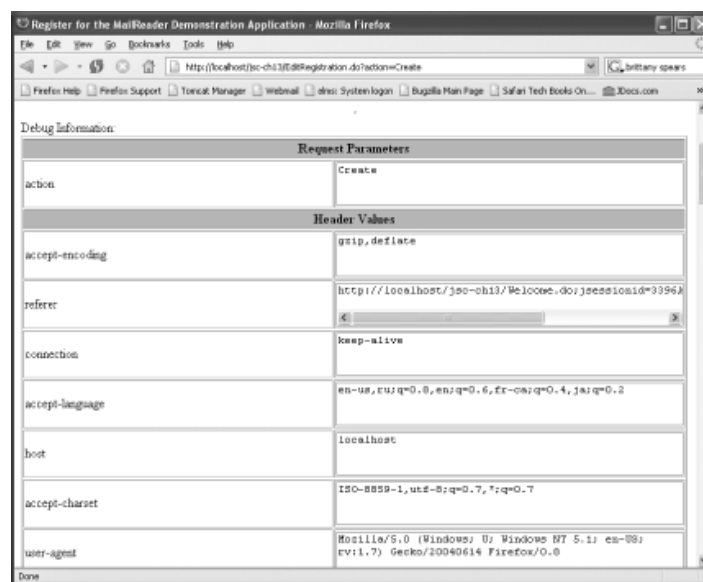 Register for the MailReader Demonstration Application - Mozilla Firefox
File Edit View Go Bookmarks Tools Help
http://localhost/jsc-ch13/EditRegistration.do?action=Create
brittany spears
Firefox Help Firefox Support Tomcat Manager Webmail System logon Bugzilla Main Page Safari Tech Books On... JDocs.com
Debug Information:
Request Parameters
action Create
Header Values
accept-encoding gzip,deflate
referer http://localhost/jsc-ch13/Welcome.do;jsessionid=3396
connection keep-alive
accept-language en-us,ru;q=0.8,en;q=0.6,fr-ca;q=0.4,ja;q=0.2
host localhost
accept-charset ISO-8859-1,utf-8;q=0.7,*;q=0.7
user-agent Mozilla/5.0 (Windows; U; Windows NT 5.1; en-US;
rv:1.7) Gecko/20040614 Firefox/0.8
Done